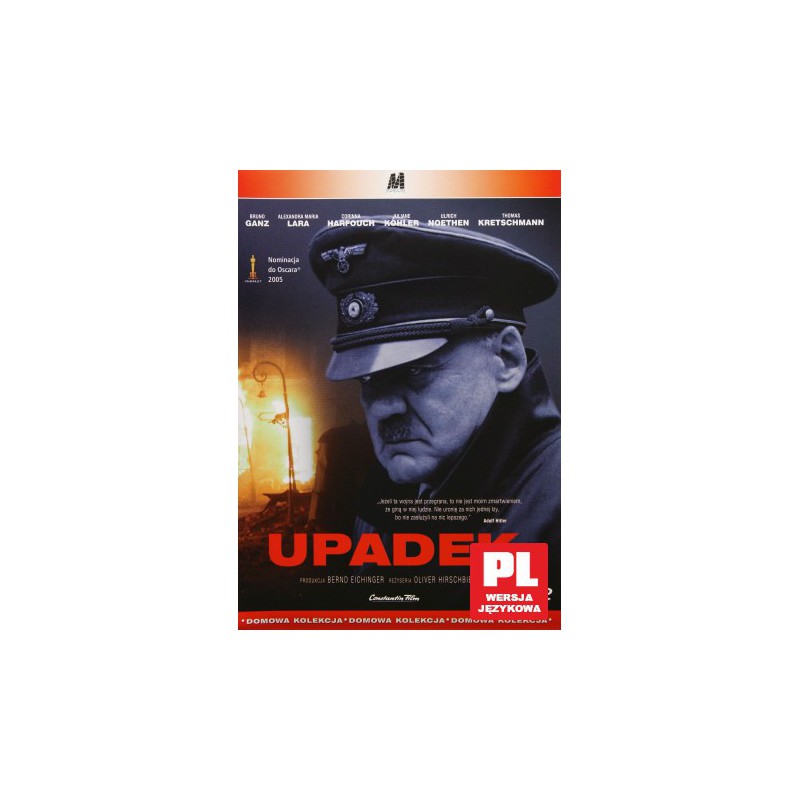 M
BRUNO ALEXANDRA MARIA CORINNA JULIANE ULRICH THOMAS
GANZ LARA HARFOUCH KÖHLER NOETHEN KRETSCHMANN
Nominacja
do Oscara®
2005
„Jeżeli ta wojna jest przegrana, to nie jest moim zmartwieniem,
że giną w niej ludzie. Nie uronię za nich jednej łzy,
bo nie zasłużyli na nic lepszego."
Adolf Hitler
UPADEK
PRODUKCJA BERND EICHINGER REŻYSERIA OLIVER HIRSCHBIE
Constantin Film
PL
WERSJA
JĘZYKOWA
*DOMOWA KOLEKCJA*DOMOWA KOLEKCJA*DOMOWA KOLEKCJA*